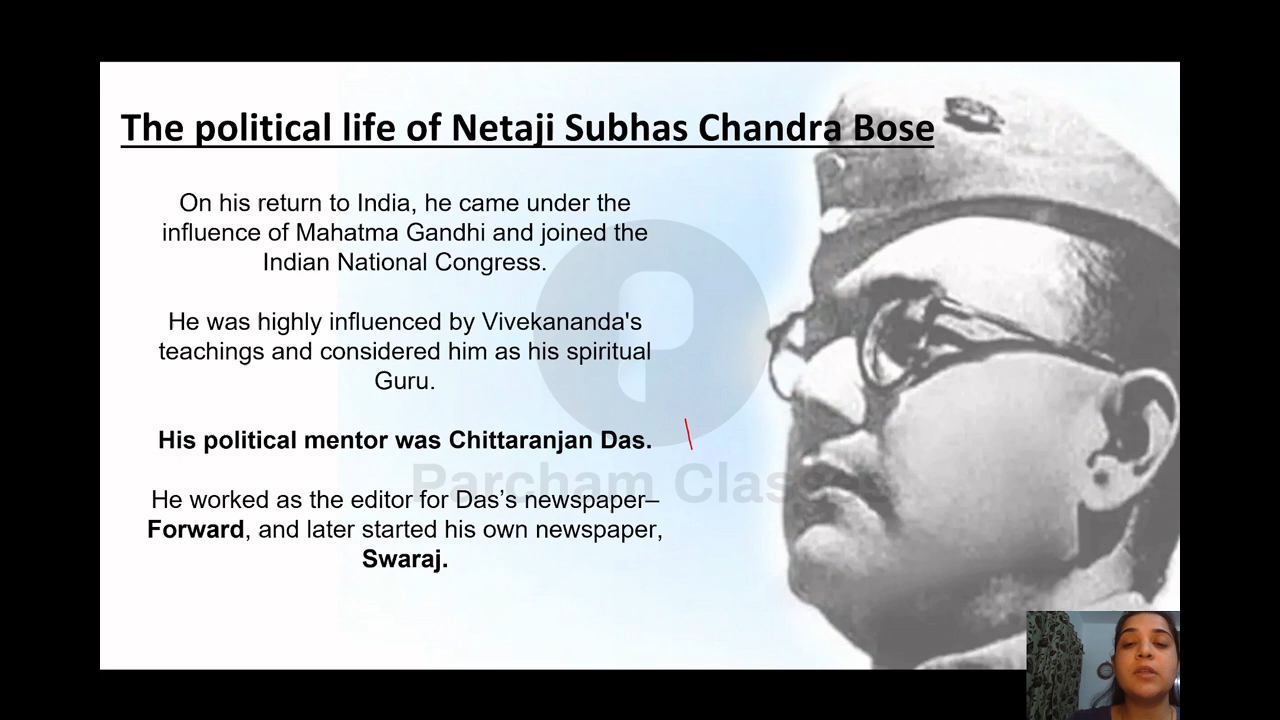 The political life of Netaji Subhas Chandra Bose
On his return to India, he came under the
influence of Mahatma Gandhi and joined the
Indian National Congress.
He was highly influenced by Vivekananda's
teachings and considered him as his spiritual
Guru.
His political mentor was Chittaranjan Das.
He worked as the editor for Das’s newspaper–
Forward, and later started his own newspaper,
Swaraj.
Parcham